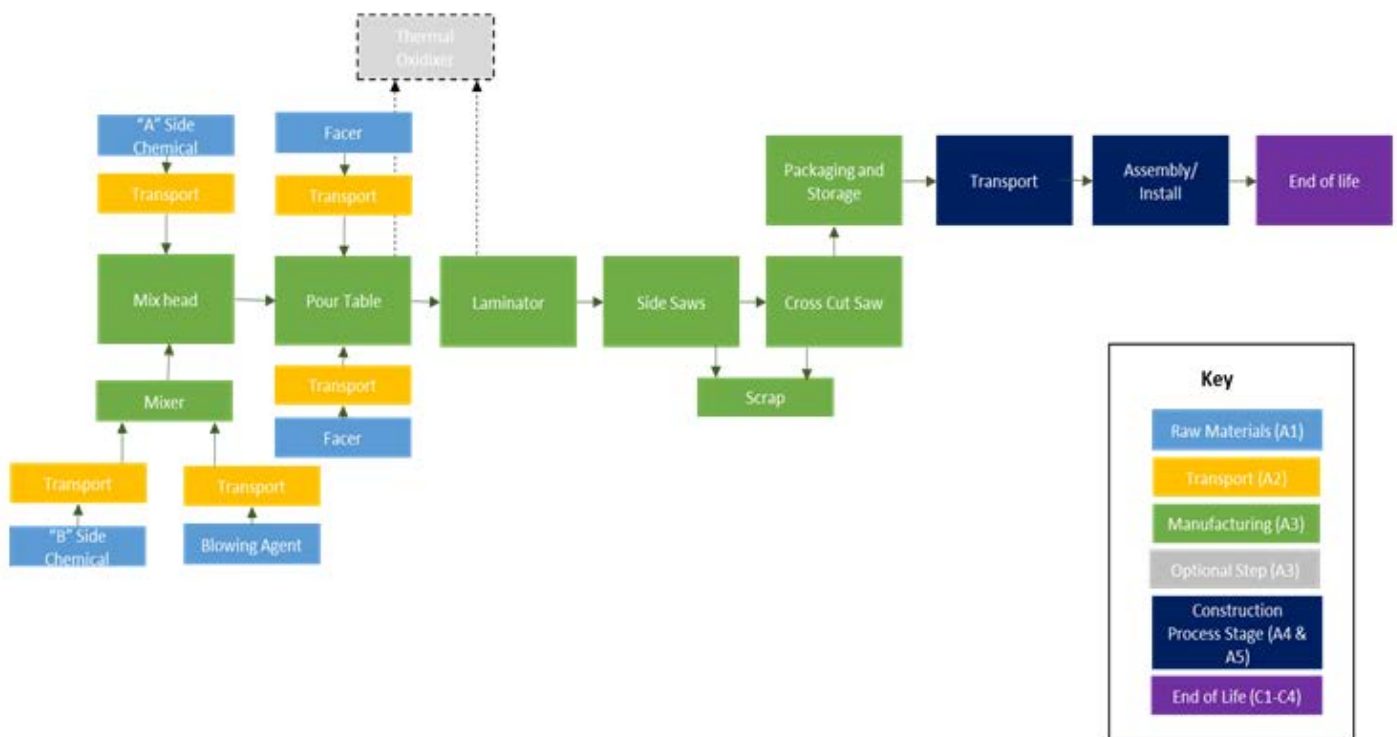 Thermal
Oxidixer
"A" Side
Chemical
Facer
Transport
Transport
Packaging and
Storage
Transport
Assembly/
Install
End of life
Mix head
Pour Table
Laminator
Side Saws
Cross Cut Saw
Transport
Mixer
Scrap
Facer
Transport
Transport
"B" Side
Chemical
Blowing Agent
Key
Raw Materials (A1)
Transport (A2)
Manufacturing (A3)
Optional Step (A3)
Construction
Process Stage (A4 &
A5)
End of Life (C1-C4)